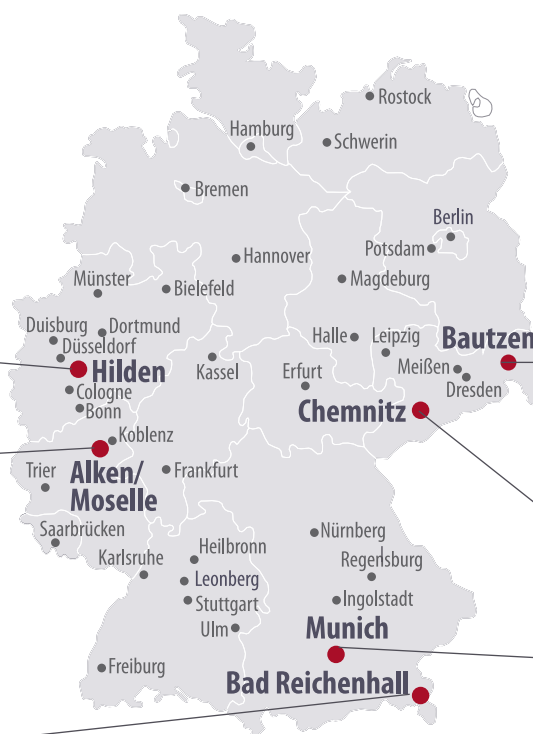 Rostock
Hamburg
Schwerin
Bremen
Berlin
Potsdam
Hannover
Magdeburg
Münster
Bielefeld
Duisburg
Dortmund
Düsseldorf
Halle
Leipzig
Bautzen
Hilden
Kassel
Erfurt
Meißen
Dresden
Cologne
Bonn
Chemnitz
Koblenz
Trier
Alken/
Moselle
Frankfurt
Saarbrücken
Nürnberg
Karlsruhe
Heilbronn
Regensburg
Leonberg
Stuttgart
Ingolstadt
Ulm
Munich
Freiburg
Bad Reichenhall